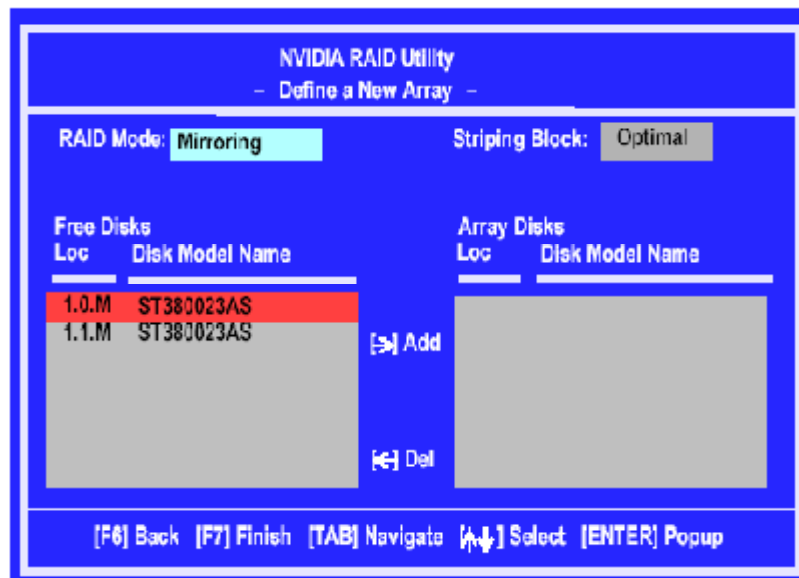 NVIDIA RAID Utility
– Define a New Array –
RAID Mode: Mirroring Striping Block: Optimal
Free Disks Array Disks
Loc Disk Model Name Loc Disk Model Name
1.0.M ST380023AS
1.1.M ST380023AS
[→] Add
[←] Del
[F6] Back [F7] Finish [TAB] Navigate [↑↓] Select [ENTER] Popup